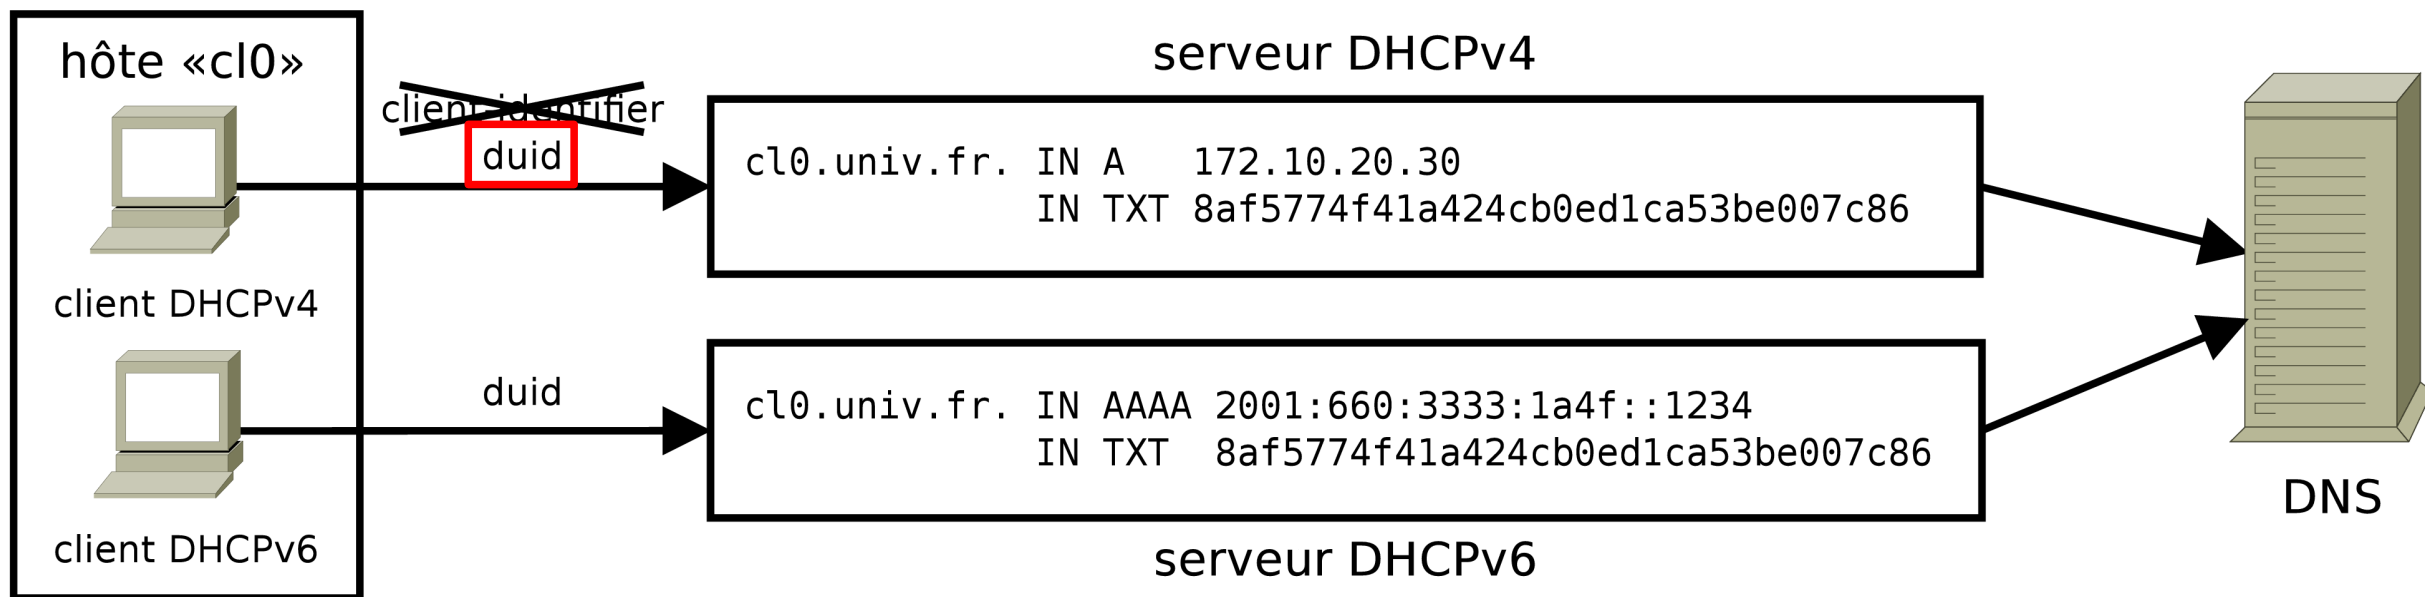 hôte «cl0»
client DHCPv4
client DHCPv6
client-identifier
duid
duid
serveur DHCPv4
cl0.univ.fr. IN A 172.10.20.30
IN TXT 8af5774f41a424cb0ed1ca53be007c86
cl0.univ.fr. IN AAAA 2001:660:3333:1a4f::1234
IN TXT 8af5774f41a424cb0ed1ca53be007c86
serveur DHCPv6
DNS